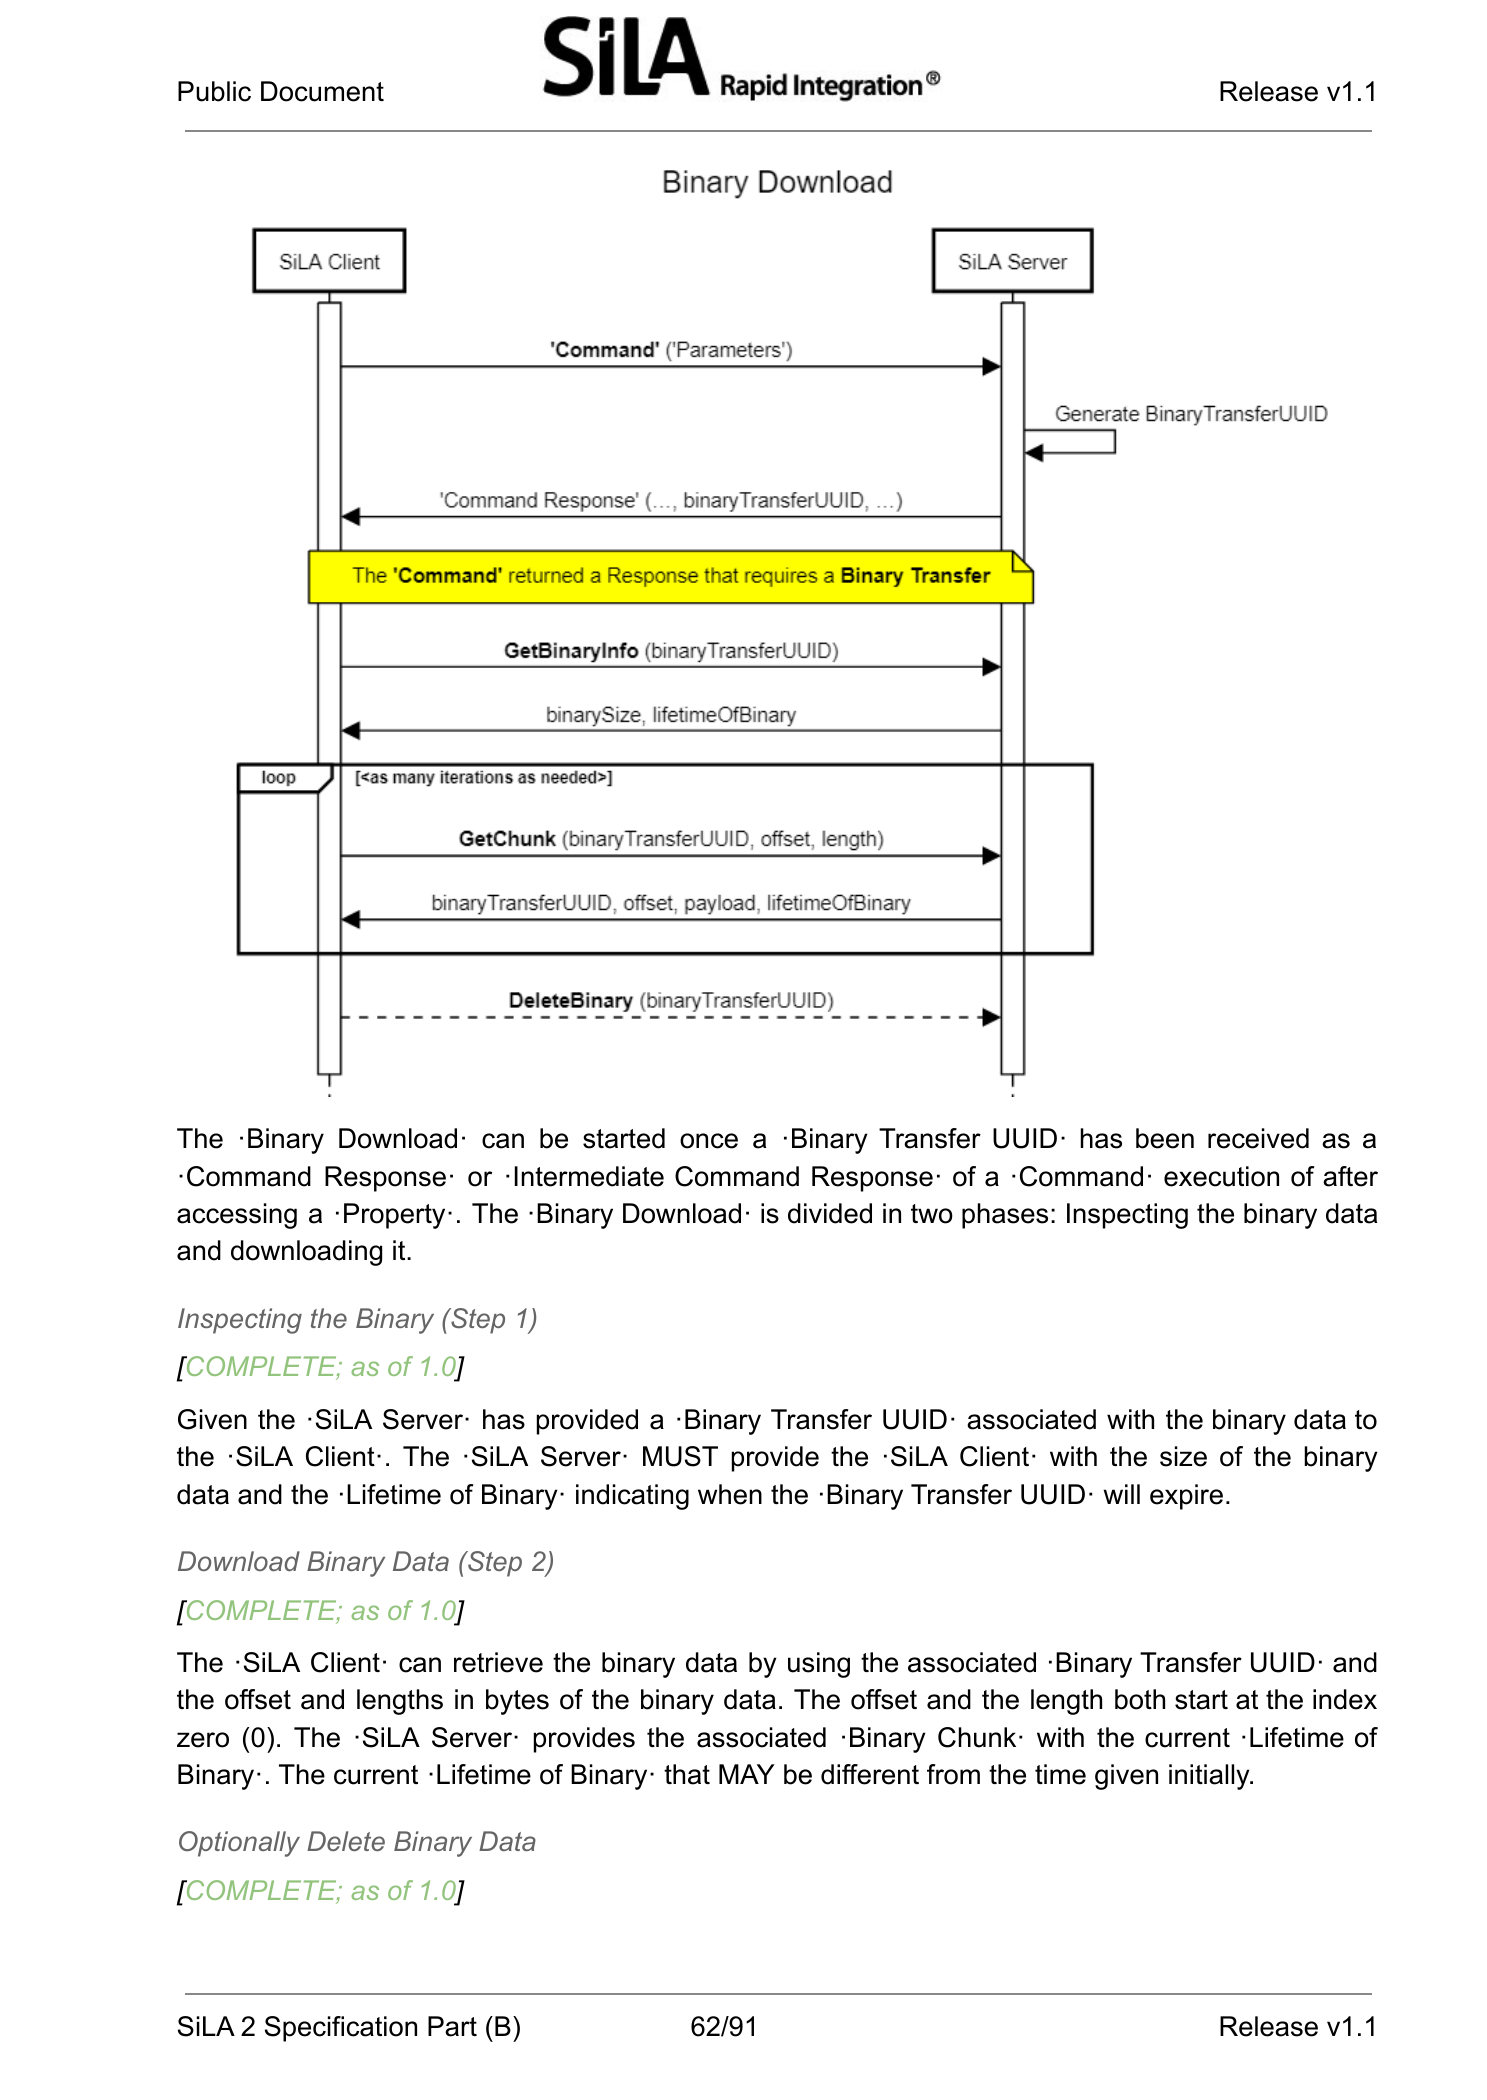 Public Document
SiLA Rapid Integration®
Release v1.1
Binary Download
SiLA Client
SiLA Server
'Command' ('Parameters')
Generate BinaryTransferUUID
'Command Response' (…, binaryTransferUUID, …)
The 'Command' returned a Response that requires a Binary Transfer
GetBinaryInfo (binaryTransferUUID)
binarySize, lifetimeOfBinary
loop
[<as many iterations as needed>]
GetChunk (binaryTransferUUID, offset, length)
binaryTransferUUID, offset, payload, lifetimeOfBinary
DeleteBinary (binaryTransferUUID)
The ·Binary Download· can be started once a ·Binary Transfer UUID· has been received as a
·Command Response· or ·Intermediate Command Response· of a ·Command· execution of after
accessing a ·Property·. The ·Binary Download· is divided in two phases: Inspecting the binary data
and downloading it.
Inspecting the Binary (Step 1)
[COMPLETE; as of 1.0]
Given the ·SiLA Server· has provided a ·Binary Transfer UUID· associated with the binary data to
the ·SiLA Client·. The ·SiLA Server· MUST provide the ·SiLA Client· with the size of the binary
data and the ·Lifetime of Binary· indicating when the ·Binary Transfer UUID· will expire.
Download Binary Data (Step 2)
[COMPLETE; as of 1.0]
The ·SiLA Client· can retrieve the binary data by using the associated ·Binary Transfer UUID· and
the offset and lengths in bytes of the binary data. The offset and the length both start at the index
zero (0). The ·SiLA Server· provides the associated ·Binary Chunk· with the current ·Lifetime of
Binary·. The current ·Lifetime of Binary· that MAY be different from the time given initially.
Optionally Delete Binary Data
[COMPLETE; as of 1.0]
SiLA 2 Specification Part (B)
62/91
Release v1.1